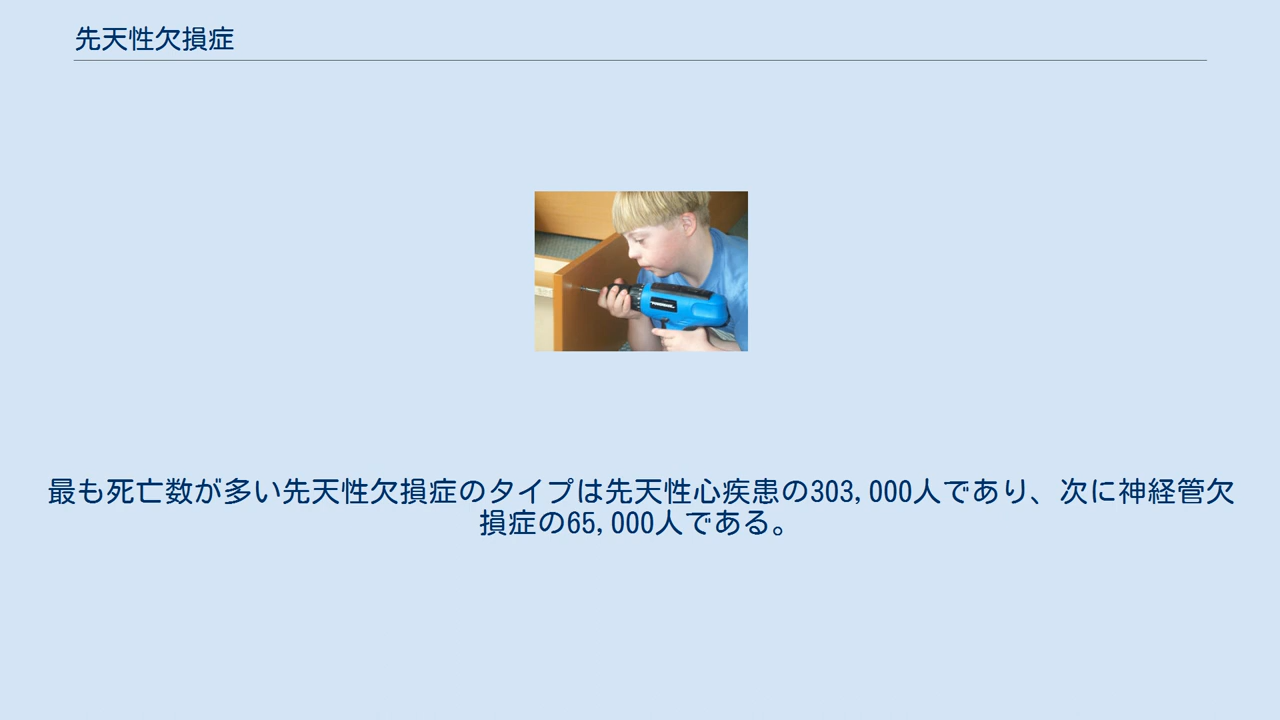 先天性欠損症
最も死亡数が多い先天性欠損症のタイプは先天性心疾患の303,000人であり、次に神経管欠
損症の65,000人である。